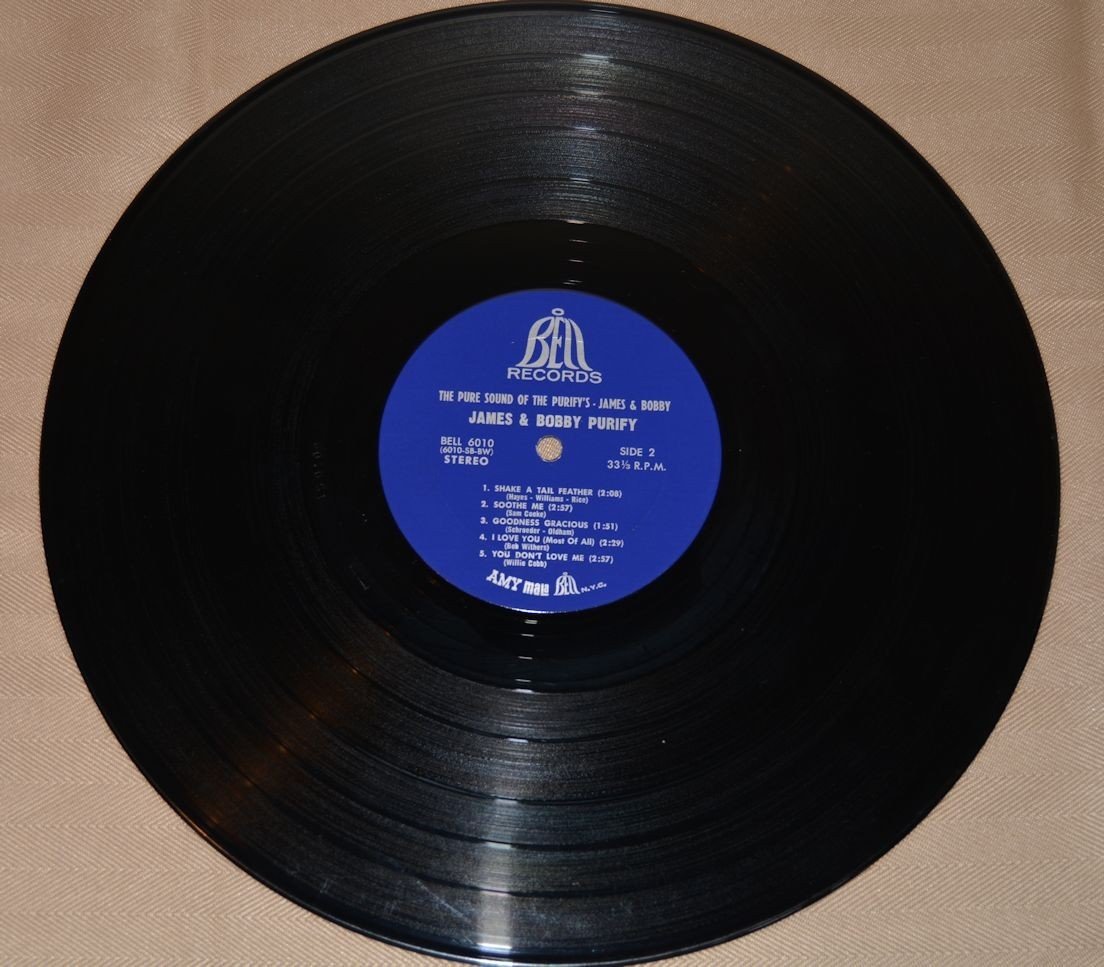 BELL
RECORDS
THE PURE SOUND OF THE PURIFY'S - JAMES & BOBBY
JAMES & BOBBY PURIFY
BELL 6010
(6010-SB-BW)
STEREO
SIDE 2
33⅓ R.P.M.
1. SHAKE A TAIL FEATHER (2:08)
(Hayes - Williams - Rice)
2. SOOTHE ME (2:57)
(Sam Cooke)
3. GOODNESS GRACIOUS (1:51)
(Schroeder - Oldham)
4. I LOVE YOU (Most Of All) (2:29)
(Bob Withers)
5. YOU DON'T LOVE ME (2:57)
(Willie Cobb)
AMY mala BELL N.Y.C.